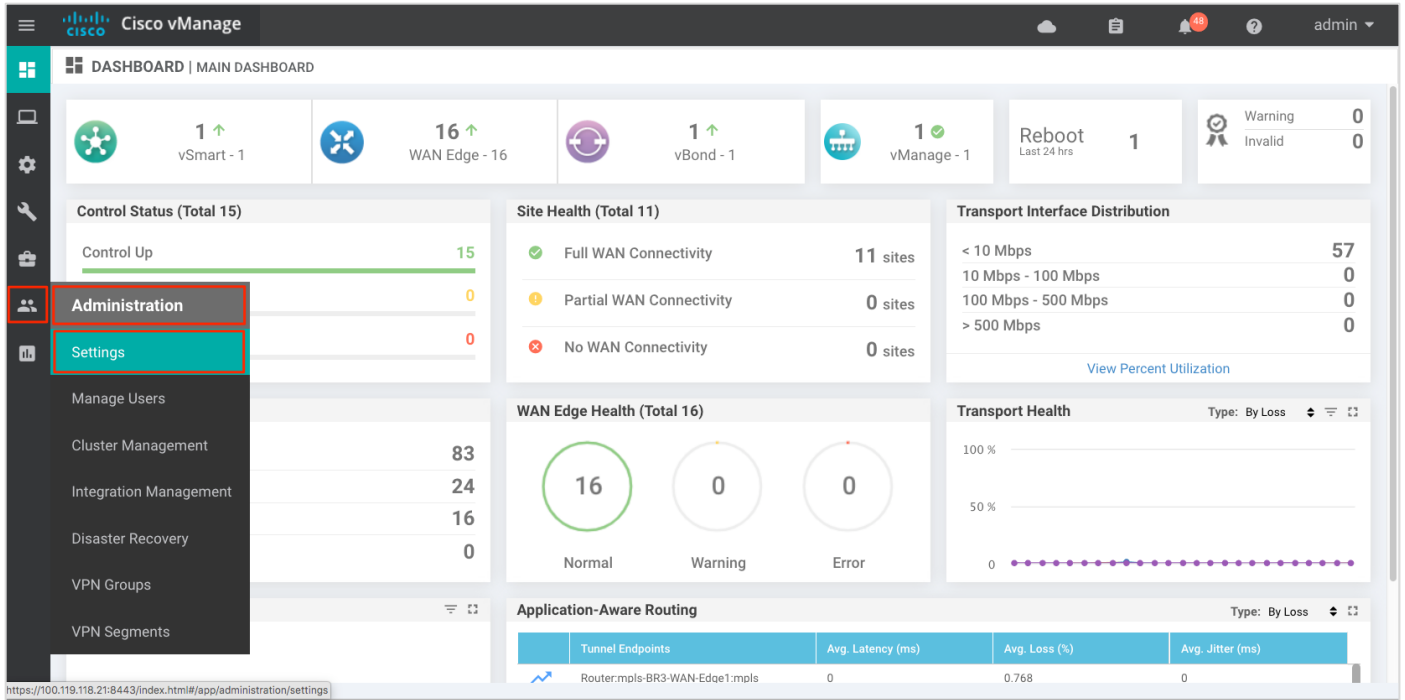 cisco Cisco vManage 48 admin
DASHBOARD | MAIN DASHBOARD
1 vSmart - 1
16 WAN Edge - 16
1 vBond - 1
1 vManage - 1
Reboot Last 24 hrs 1
Warning 0
Invalid 0
Control Status (Total 15)
Control Up 15
0
0
Site Health (Total 11)
Full WAN Connectivity 11 sites
Partial WAN Connectivity 0 sites
No WAN Connectivity 0 sites
Transport Interface Distribution
< 10 Mbps 57
10 Mbps - 100 Mbps 0
100 Mbps - 500 Mbps 0
> 500 Mbps 0
View Percent Utilization
Administration
Settings
Manage Users
Cluster Management
Integration Management
Disaster Recovery
VPN Groups
VPN Segments
83
24
16
0
WAN Edge Health (Total 16)
16 Normal
0 Warning
0 Error
Transport Health Type: By Loss
100 %
50 %
0
Application-Aware Routing Type: By Loss
Tunnel Endpoints Avg. Latency (ms) Avg. Loss (%) Avg. Jitter (ms)
Router:mpls-BR3-WAN-Edge1:mpls 0 0.768 0
https://100.119.118.21:8443/index.html#/app/administration/settings